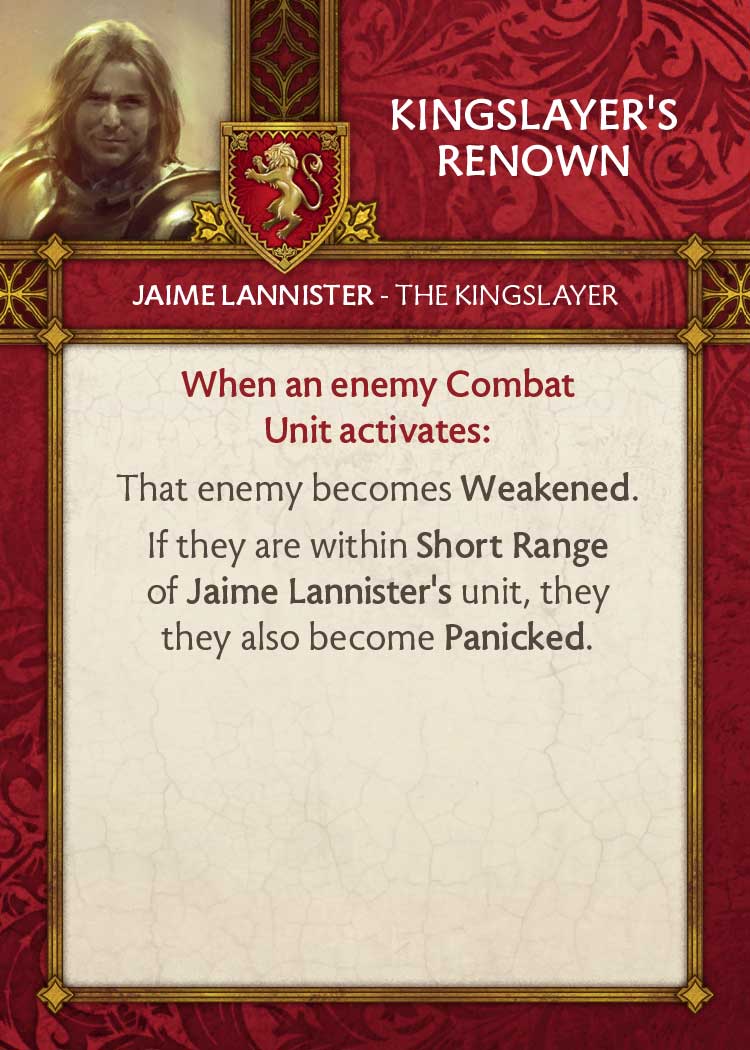 KINGSLAYER'S
RENOWN
JAIME LANNISTER - THE KINGSLAYER
When an enemy Combat
Unit activates:
That enemy becomes Weakened.
If they are within Short Range
of Jaime Lannister's unit, they
they also become Panicked.